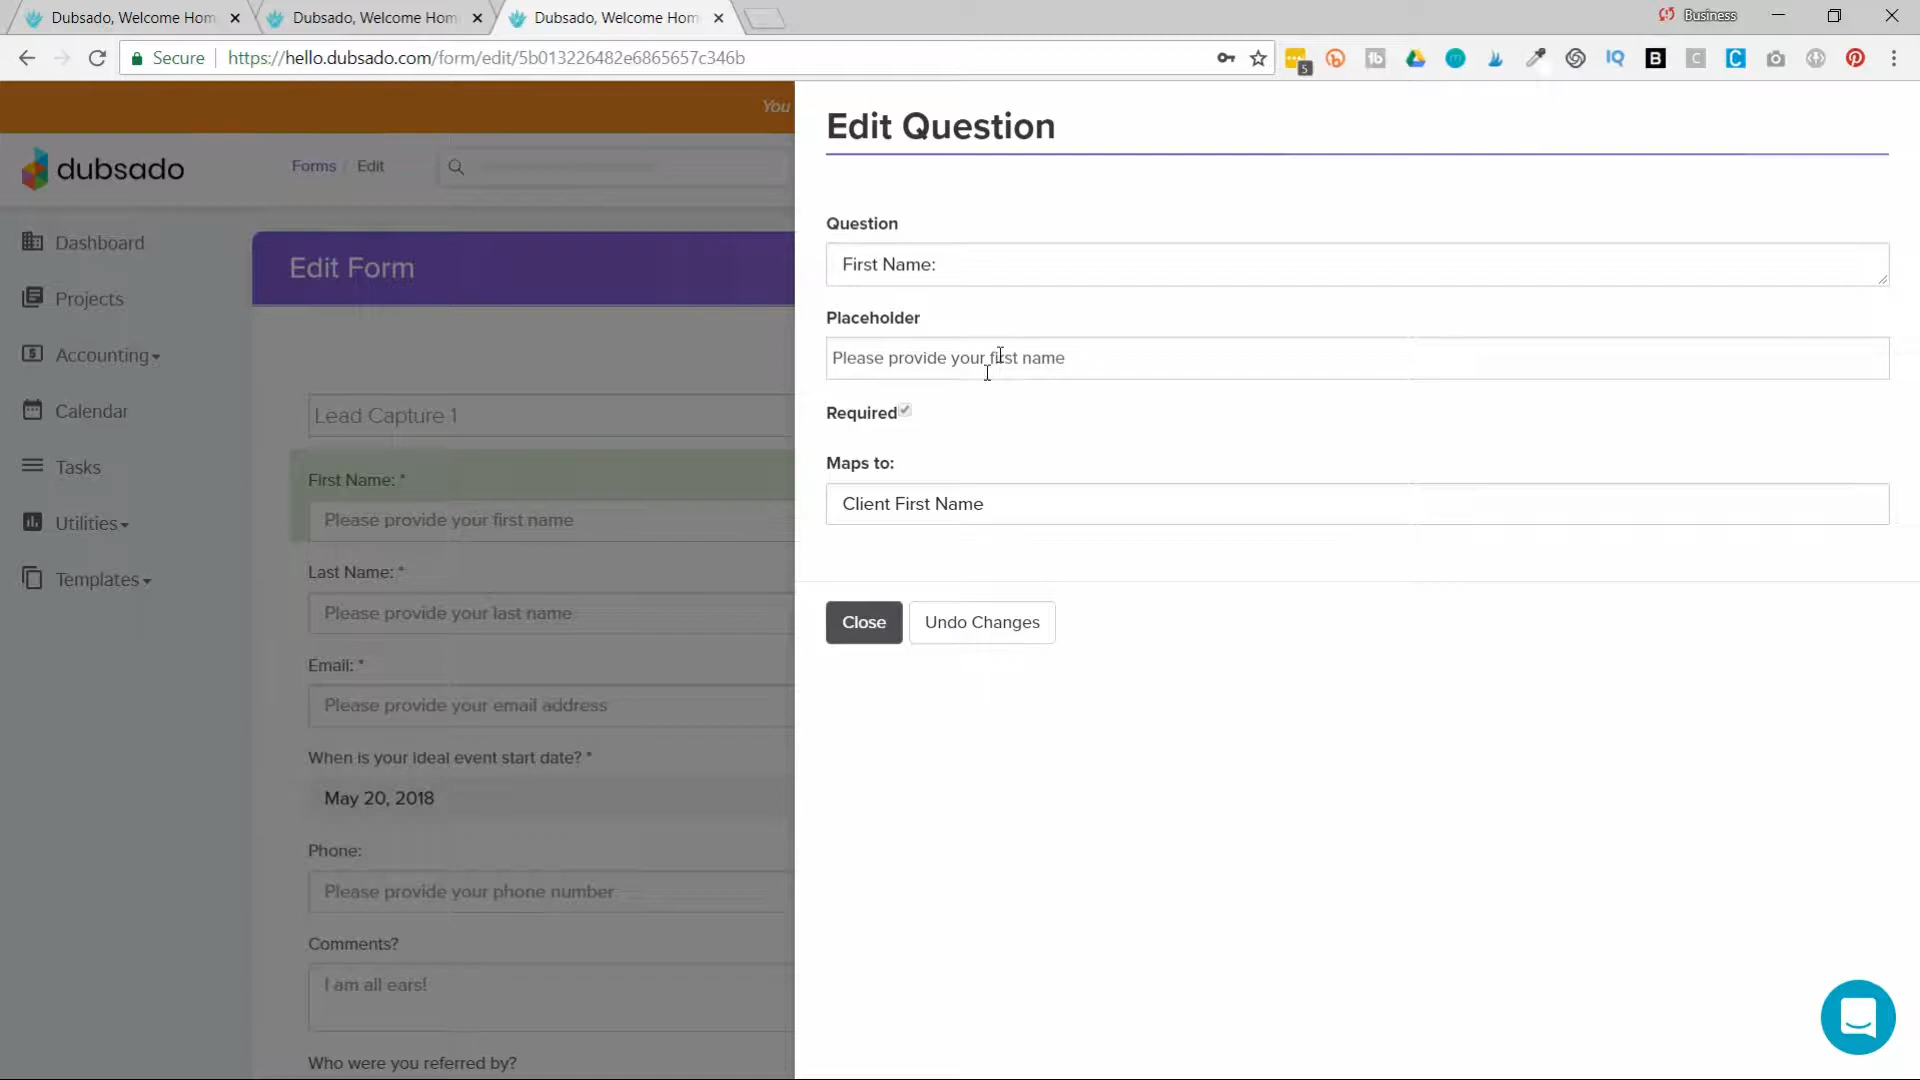 Dubsado, Welcome Hom
Dubsado, Welcome Hom
Dubsado, Welcome Hom
Business
Secure
https://hello.dubsado.com/form/edit/5b013226482e6865657c346b
5
You
dubsado
Forms / Edit
Dashboard
Projects
Accounting
Calendar
Tasks
Utilities
Templates
Edit Form
Lead Capture 1
First Name: *
Please provide your first name
Last Name: *
Please provide your last name
Email: *
Please provide your email address
When is your ideal event start date? *
May 20, 2018
Phone:
Please provide your phone number
Comments?
I am all ears!
Who were you referred by?
Edit Question
Question
First Name:
Placeholder
Please provide your first name
Required
Maps to:
Client First Name
Close
Undo Changes